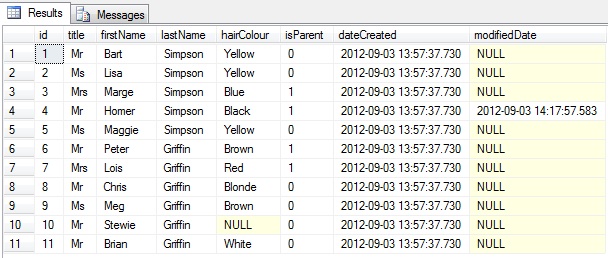 Results Messages
id title firstName lastName hairColour isParent dateCreated modifiedDate
1 1 Mr Bart Simpson Yellow 0 2012-09-03 13:57:37.730 NULL
2 2 Ms Lisa Simpson Yellow 0 2012-09-03 13:57:37.730 NULL
3 3 Mrs Marge Simpson Blue 1 2012-09-03 13:57:37.730 NULL
4 4 Mr Homer Simpson Black 1 2012-09-03 13:57:37.730 2012-09-03 14:17:57.583
5 5 Ms Maggie Simpson Yellow 0 2012-09-03 13:57:37.730 NULL
6 6 Mr Peter Griffin Brown 1 2012-09-03 13:57:37.730 NULL
7 7 Mrs Lois Griffin Red 1 2012-09-03 13:57:37.730 NULL
8 8 Mr Chris Griffin Blonde 0 2012-09-03 13:57:37.730 NULL
9 9 Ms Meg Griffin Brown 0 2012-09-03 13:57:37.730 NULL
10 10 Mr Stewie Griffin NULL 0 2012-09-03 13:57:37.730 NULL
11 11 Mr Brian Griffin White 0 2012-09-03 13:57:37.730 NULL